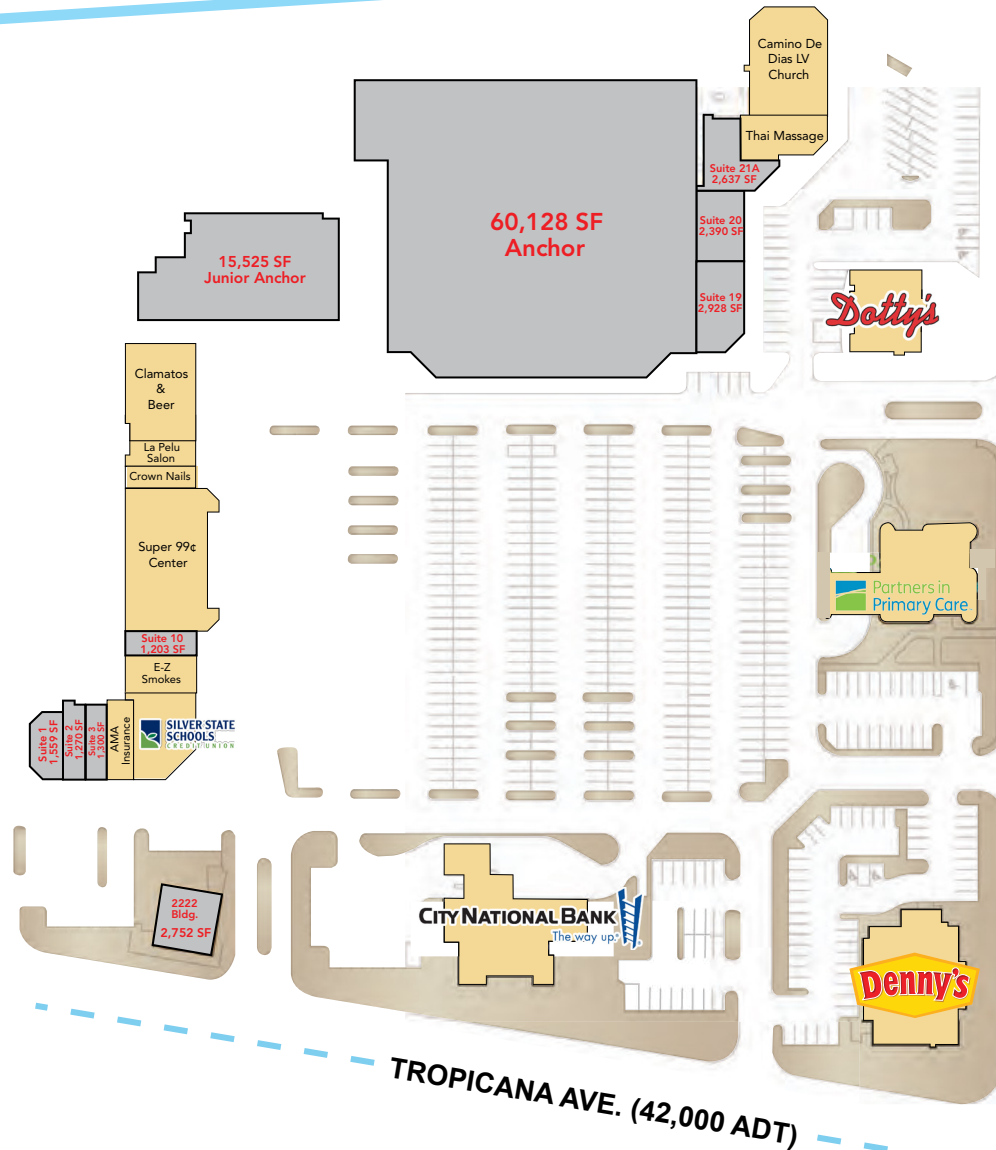 Camino De
Dias LV
Church
Thai Massage
Suite 21A
2,637 SF
Suite 20
2,390 SF
Suite 19
2,928 SF
60,128 SF
Anchor
15,525 SF
Junior Anchor
Dotty's
Clamatos
&
Beer
La Pelu
Salon
Crown Nails
Super 99¢
Center
Suite 10
1,203 SF
E-Z
Smokes
Suite 1
1,559 SF
Suite 2
1,270 SF
Suite 3
1,300 SF
AMA
Insurance
SILVER STATE
SCHOOLS
CREDIT UNION
Partners in
Primary Care
2222
Bldg.
2,752 SF
CITY NATIONAL BANK
The way up.
Denny's
TROPICANA AVE. (42,000 ADT)